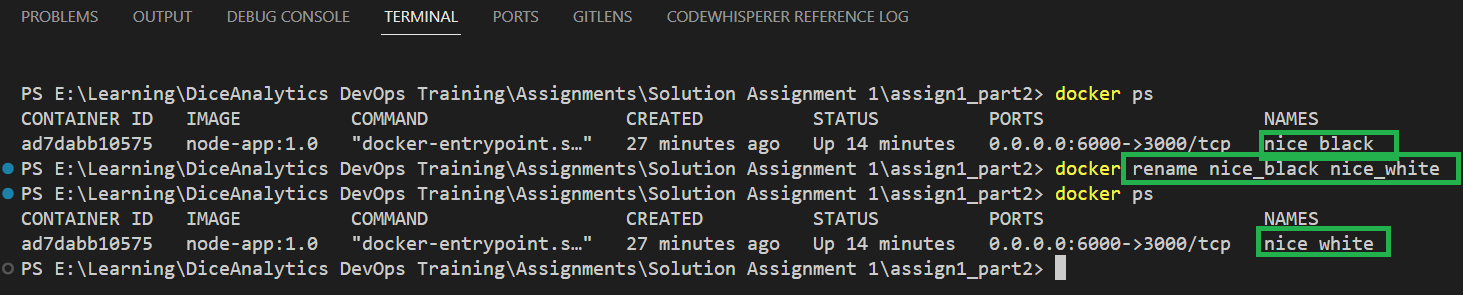 PROBLEMS OUTPUT DEBUG CONSOLE TERMINAL PORTS GITLENS CODEWHISPERER REFERENCE LOG
PS E:\Learning\DiceAnalytics DevOps Training\Assignments\Solution Assignment 1\assign1_part2> docker ps
CONTAINER ID IMAGE COMMAND CREATED STATUS PORTS NAMES
ad7dabb10575 node-app:1.0 "docker-entrypoint.s…" 27 minutes ago Up 14 minutes 0.0.0.0:6000->3000/tcp nice_black
PS E:\Learning\DiceAnalytics DevOps Training\Assignments\Solution Assignment 1\assign1_part2> docker rename nice_black nice_white
PS E:\Learning\DiceAnalytics DevOps Training\Assignments\Solution Assignment 1\assign1_part2> docker ps
CONTAINER ID IMAGE COMMAND CREATED STATUS PORTS NAMES
ad7dabb10575 node-app:1.0 "docker-entrypoint.s…" 27 minutes ago Up 14 minutes 0.0.0.0:6000->3000/tcp nice_white
PS E:\Learning\DiceAnalytics DevOps Training\Assignments\Solution Assignment 1\assign1_part2>